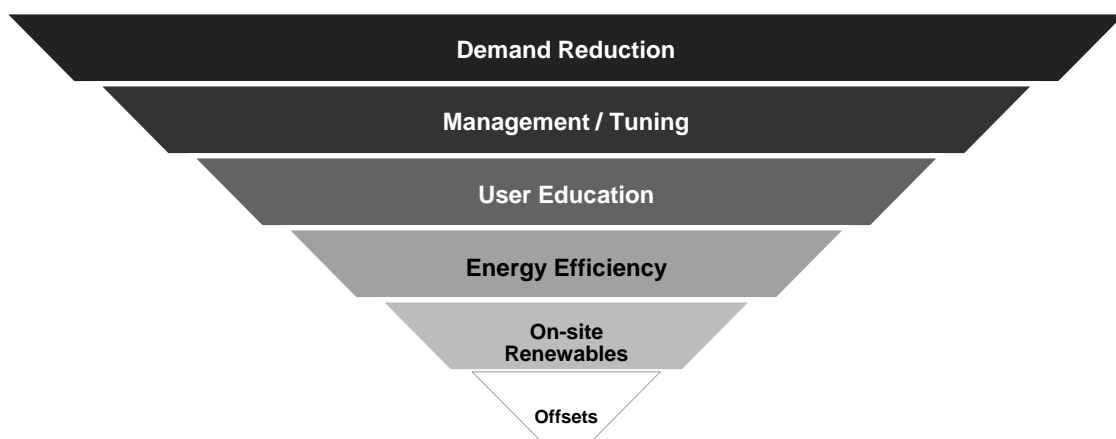 Demand Reduction
Management / Tuning
User Education
Energy Efficiency
On-site
Renewables
Offsets